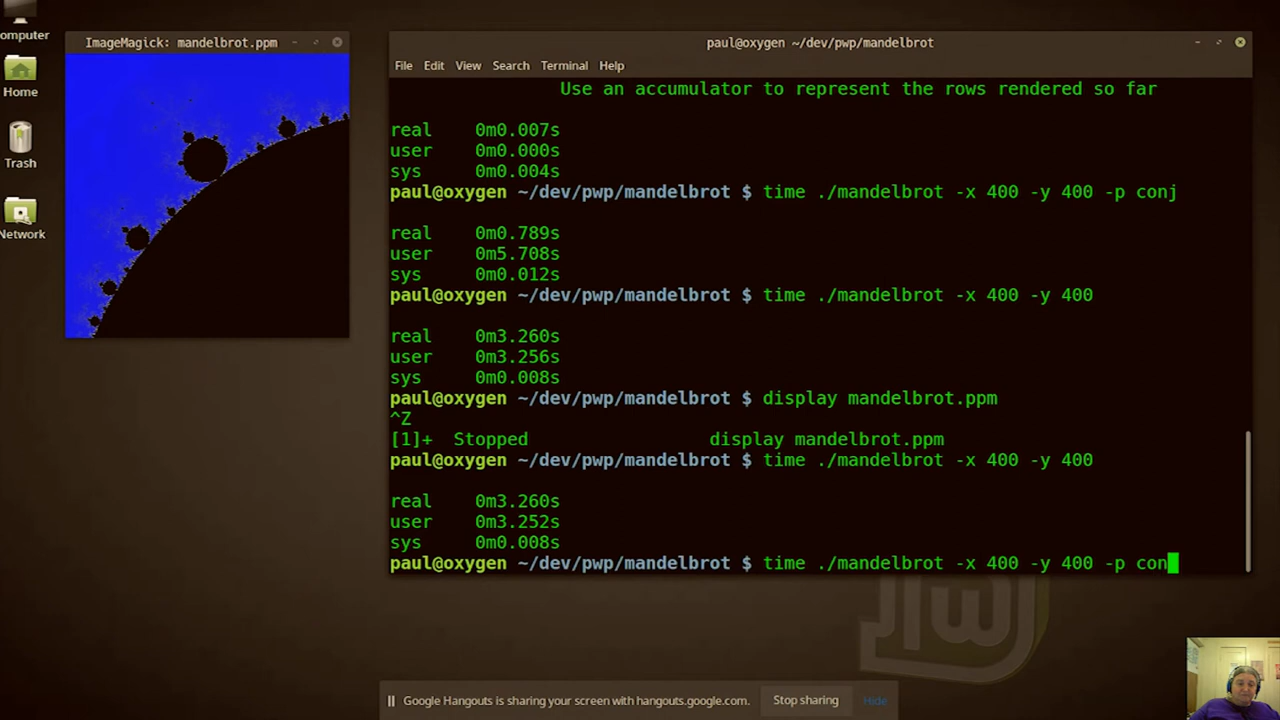 omputer
Home
Trash
Network
ImageMagick: mandelbrot.ppm
paul@oxygen ~/dev/pwp/mandelbrot
File Edit View Search Terminal Help
Use an accumulator to represent the rows rendered so far
real 0m0.007s
user 0m0.000s
sys 0m0.004s
paul@oxygen ~/dev/pwp/mandelbrot $ time ./mandelbrot -x 400 -y 400 -p conj
real 0m0.789s
user 0m5.708s
sys 0m0.012s
paul@oxygen ~/dev/pwp/mandelbrot $ time ./mandelbrot -x 400 -y 400
real 0m3.260s
user 0m3.256s
sys 0m0.008s
paul@oxygen ~/dev/pwp/mandelbrot $ display mandelbrot.ppm
^Z
[1]+ Stopped display mandelbrot.ppm
paul@oxygen ~/dev/pwp/mandelbrot $ time ./mandelbrot -x 400 -y 400
real 0m3.260s
user 0m3.252s
sys 0m0.008s
paul@oxygen ~/dev/pwp/mandelbrot $ time ./mandelbrot -x 400 -y 400 -p con
Google Hangouts is sharing your screen with hangouts.google.com.
Stop sharing
Hide